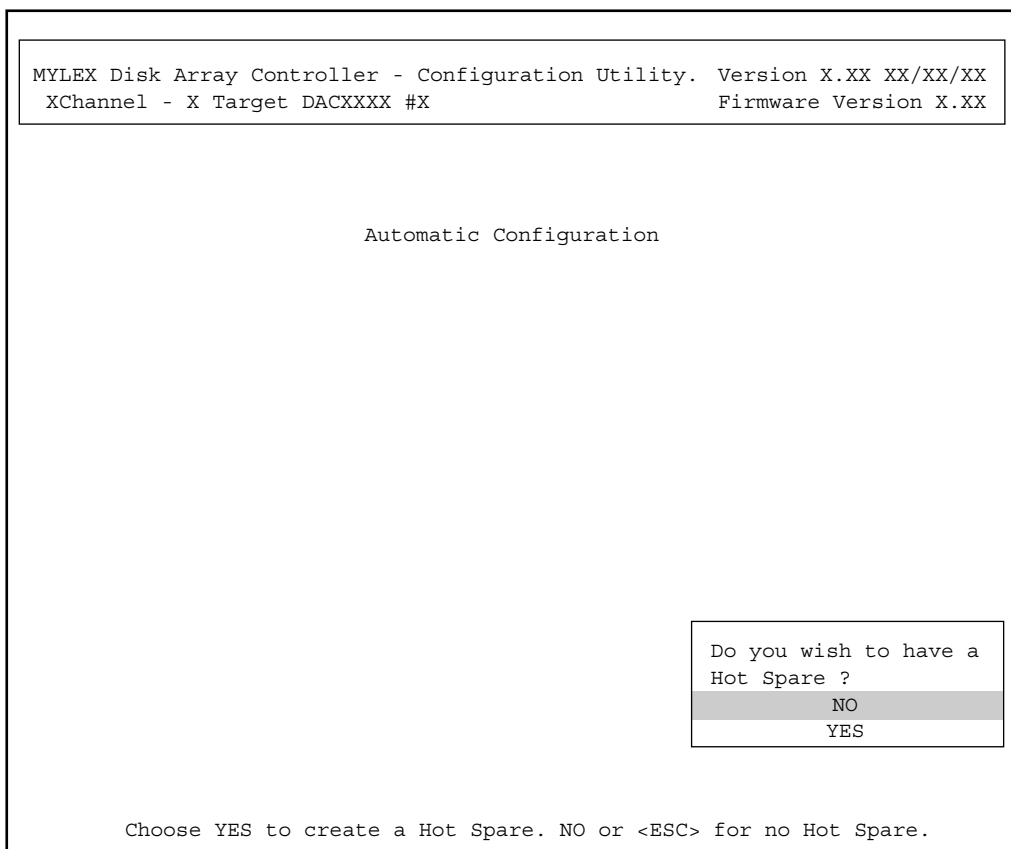 MYLEX Disk Array Controller - Configuration Utility. Version X.XX XX/XX/XX
XChannel - X Target DACXXXX #X Firmware Version X.XX
Automatic Configuration
Do you wish to have a
Hot Spare ?
NO
YES
Choose YES to create a Hot Spare. NO or <ESC> for no Hot Spare.